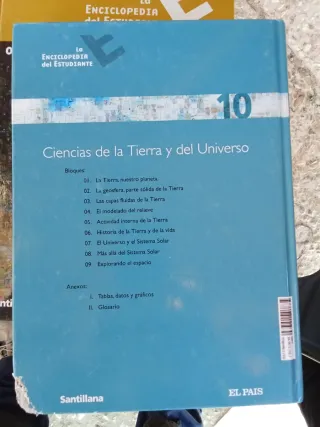 LA
ENCICLOPEDIA
del ESTUDIANTE
LA
ENCICLOPEDIA
del ESTUDIANTE
10
Ciencias de la Tierra y del Universo
Bloques
01. La Tierra, nuestro planeta
02. La geosfera, parte sólida de la Tierra
03. Las capas fluidas de la Tierra
04. El modelado del relieve
05. Actividad interna de la Tierra
06. Historia de la Tierra y de la vida
07. El Universo y el Sistema Solar
08. Más allá del Sistema Solar
09. Explorando el espacio
Anexos:
I. Tablas, datos y gráficos
II. Glosario
Santillana
EL PAIS